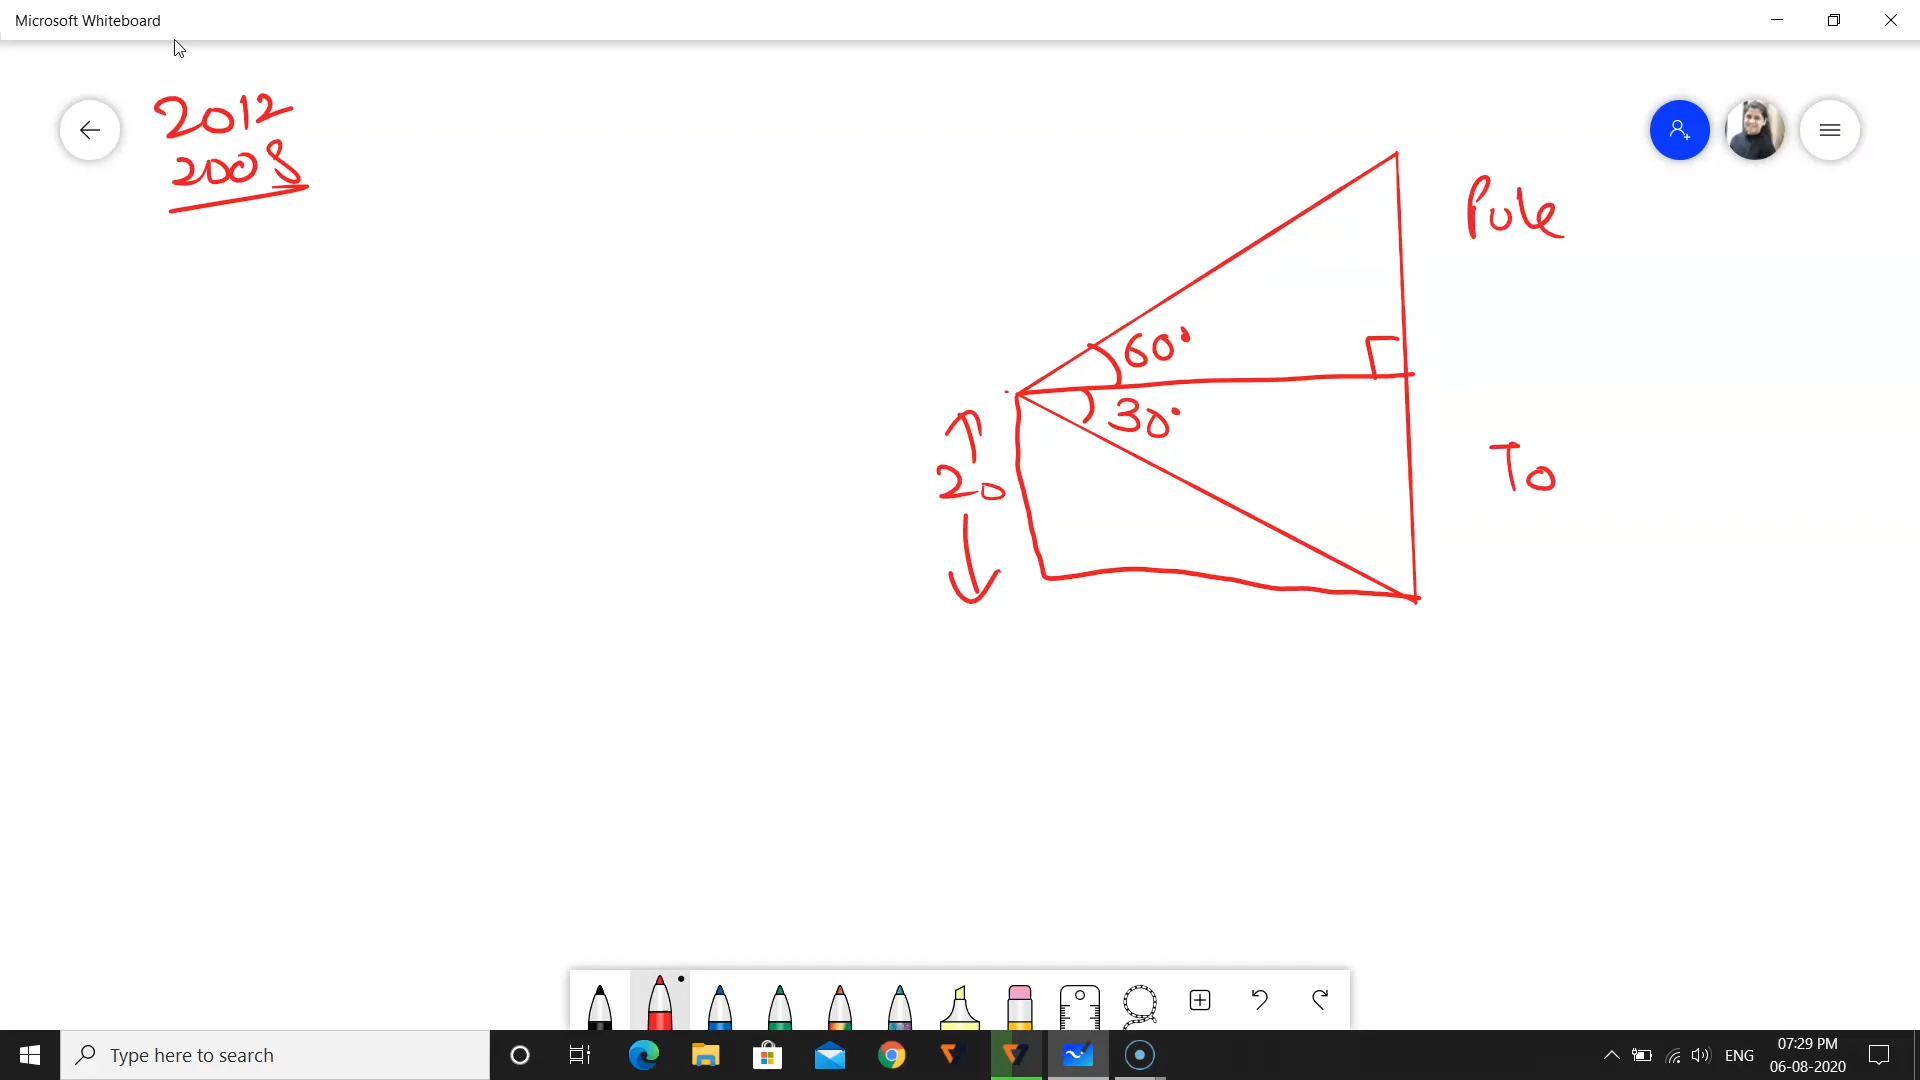 Microsoft Whiteboard
2012
2008
Pole
60°
30°
20
To
Type here to search
ENG
07:29 PM
06-08-2020